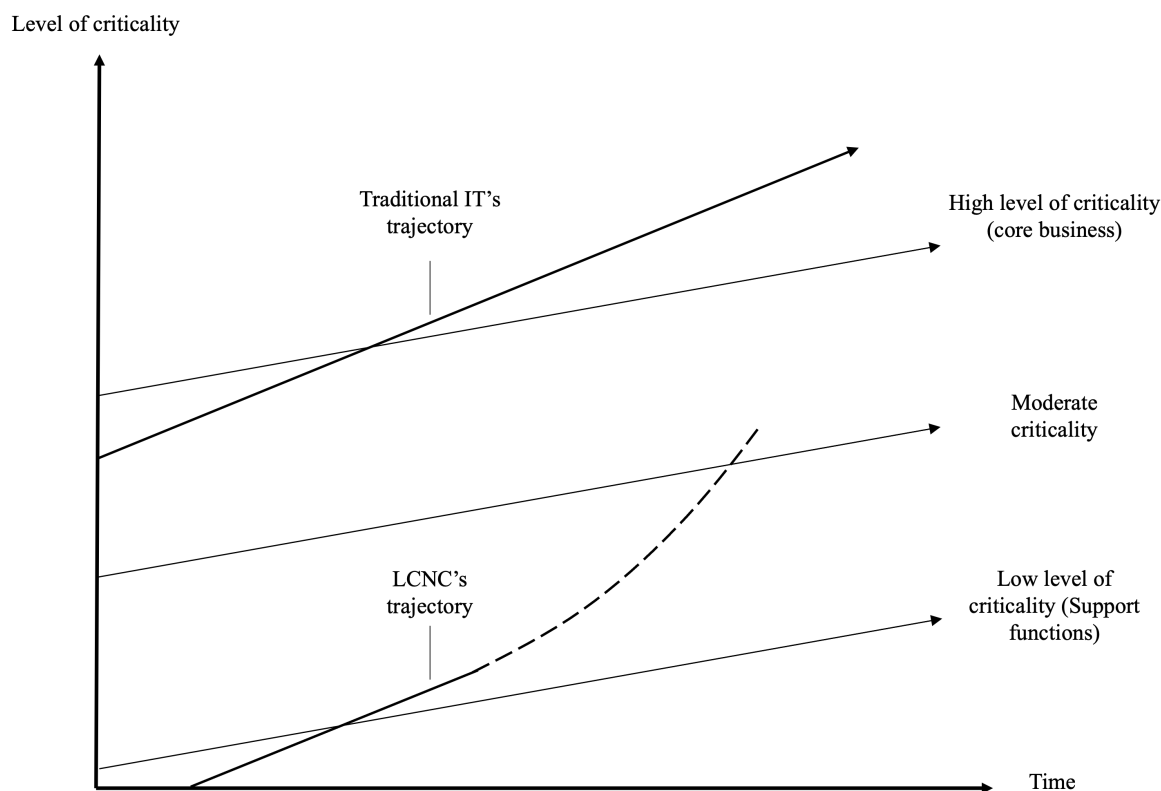 Level of criticality
Traditional IT’s
trajectory
High level of criticality
(core business)
Moderate
criticality
LCNC’s
trajectory
Low level of
criticality (Support
functions)
Time